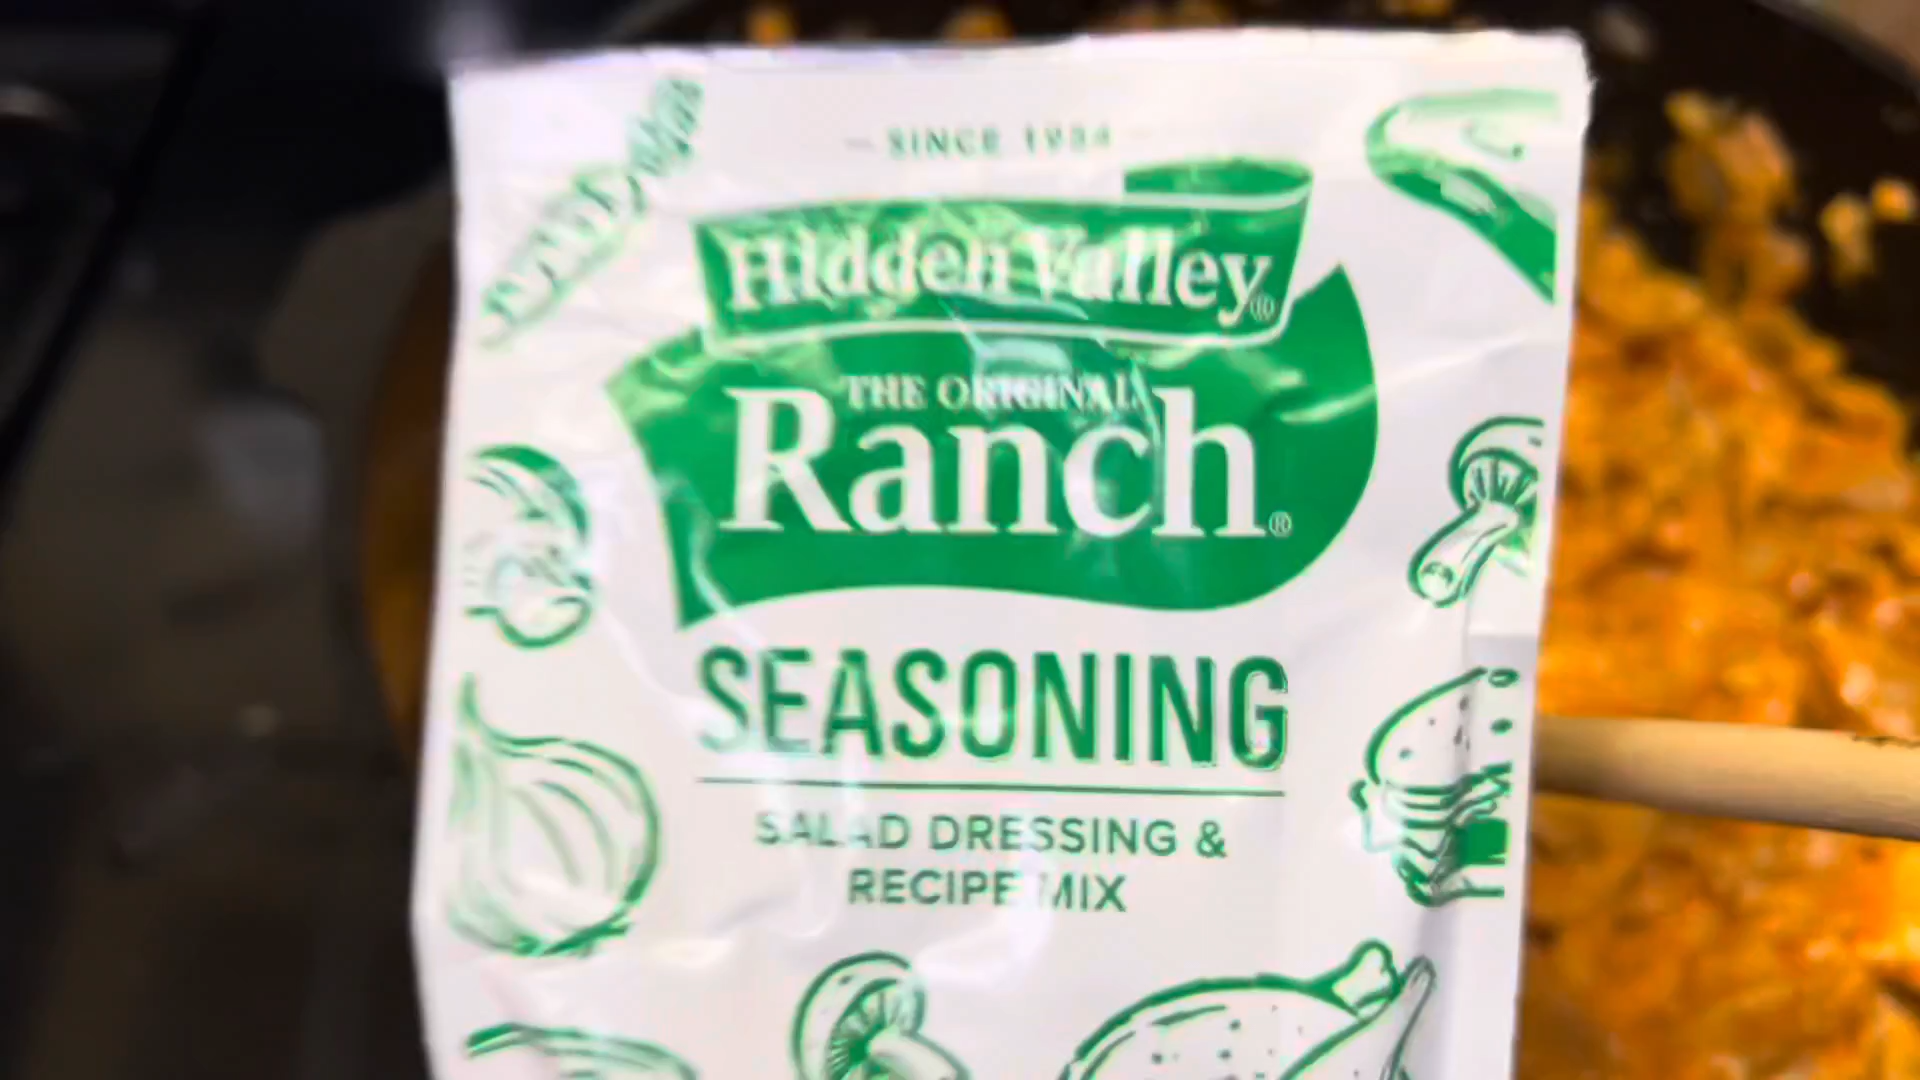 — SINCE 1954 —
Hidden Valley®
THE ORIGINAL
Ranch®
SEASONING
SALAD DRESSING &
RECIPE MIX